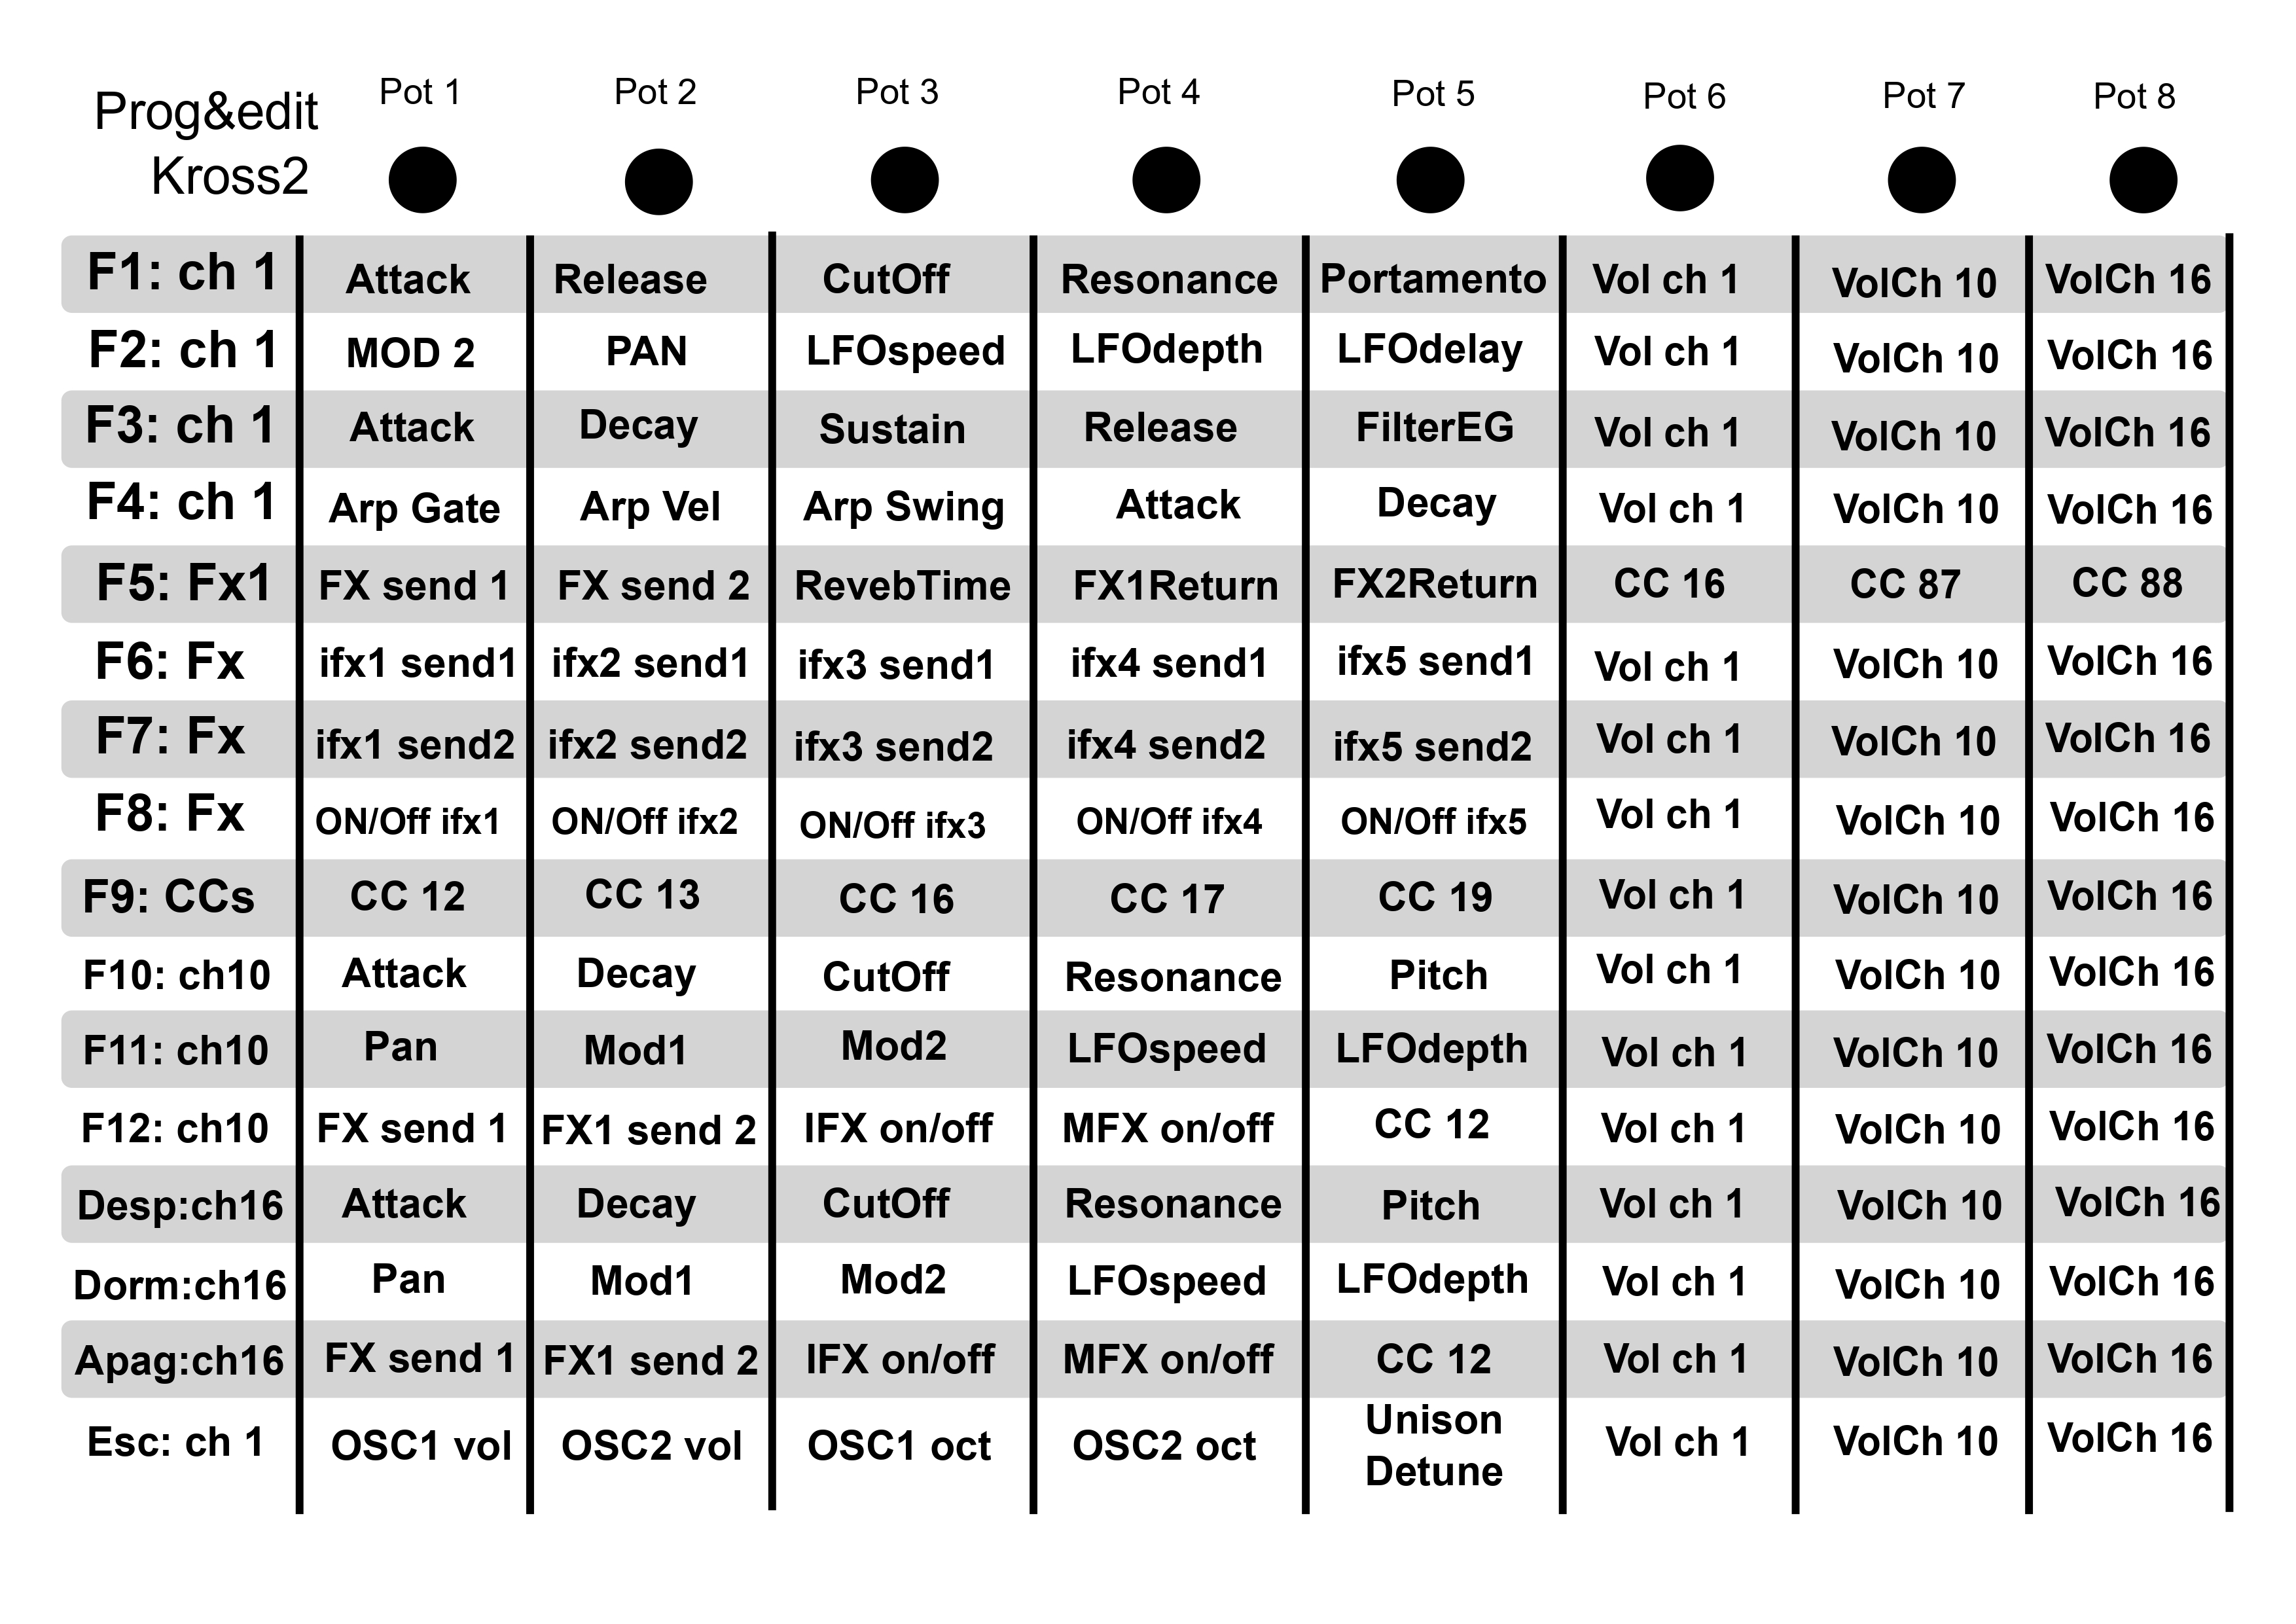 Prog&edit Pot 1 Pot 2 Pot 3 Pot 4 Pot 5 Pot 6 Pot 7 Pot 8
Kross2
F1: ch 1 Attack Release CutOff Resonance Portamento Vol ch 1 VolCh 10 VolCh 16
F2: ch 1 MOD 2 PAN LFOspeed LFOdepth LFOdelay Vol ch 1 VolCh 10 VolCh 16
F3: ch 1 Attack Decay Sustain Release FilterEG Vol ch 1 VolCh 10 VolCh 16
F4: ch 1 Arp Gate Arp Vel Arp Swing Attack Decay Vol ch 1 VolCh 10 VolCh 16
F5: Fx1 FX send 1 FX send 2 RevebTime FX1Return FX2Return CC 16 CC 87 CC 88
F6: Fx ifx1 send1 ifx2 send1 ifx3 send1 ifx4 send1 ifx5 send1 Vol ch 1 VolCh 10 VolCh 16
F7: Fx ifx1 send2 ifx2 send2 ifx3 send2 ifx4 send2 ifx5 send2 Vol ch 1 VolCh 10 VolCh 16
F8: Fx ON/Off ifx1 ON/Off ifx2 ON/Off ifx3 ON/Off ifx4 ON/Off ifx5 Vol ch 1 VolCh 10 VolCh 16
F9: CCs CC 12 CC 13 CC 16 CC 17 CC 19 Vol ch 1 VolCh 10 VolCh 16
F10: ch10 Attack Decay CutOff Resonance Pitch Vol ch 1 VolCh 10 VolCh 16
F11: ch10 Pan Mod1 Mod2 LFOspeed LFOdepth Vol ch 1 VolCh 10 VolCh 16
F12: ch10 FX send 1 FX1 send 2 IFX on/off MFX on/off CC 12 Vol ch 1 VolCh 10 VolCh 16
Desp:ch16 Attack Decay CutOff Resonance Pitch Vol ch 1 VolCh 10 VolCh 16
Dorm:ch16 Pan Mod1 Mod2 LFOspeed LFOdepth Vol ch 1 VolCh 10 VolCh 16
Apag:ch16 FX send 1 FX1 send 2 IFX on/off MFX on/off CC 12 Vol ch 1 VolCh 10 VolCh 16
Esc: ch 1 OSC1 vol OSC2 vol OSC1 oct OSC2 oct Unison Detune Vol ch 1 VolCh 10 VolCh 16